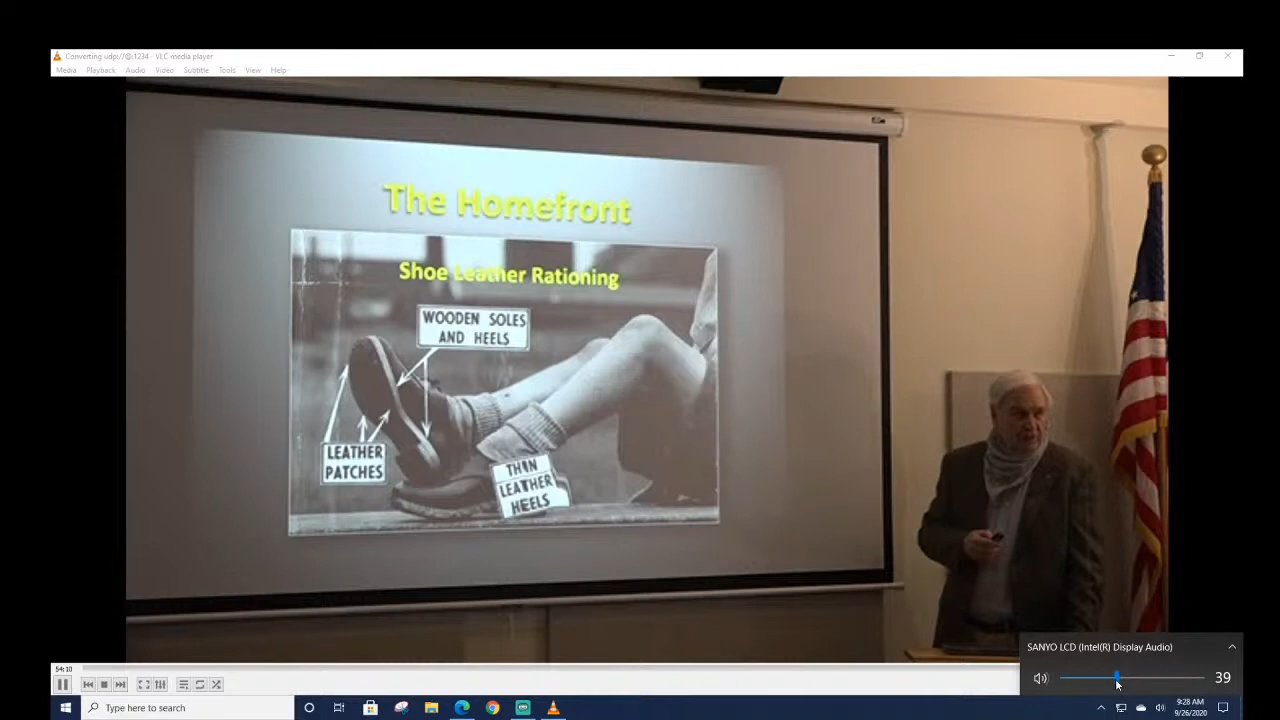 Converting udp://@:1234 - VLC media player
Media Playback Audio Video Subtitle Tools View Help
The Homefront
Shoe Leather Rationing
WOODEN SOLES
AND HEELS
LEATHER
PATCHES
THIN
LEATHER
HEELS
SANYO LCD (Intel(R) Display Audio)
39
54:10
Type here to search
9:28 AM
9/26/2020